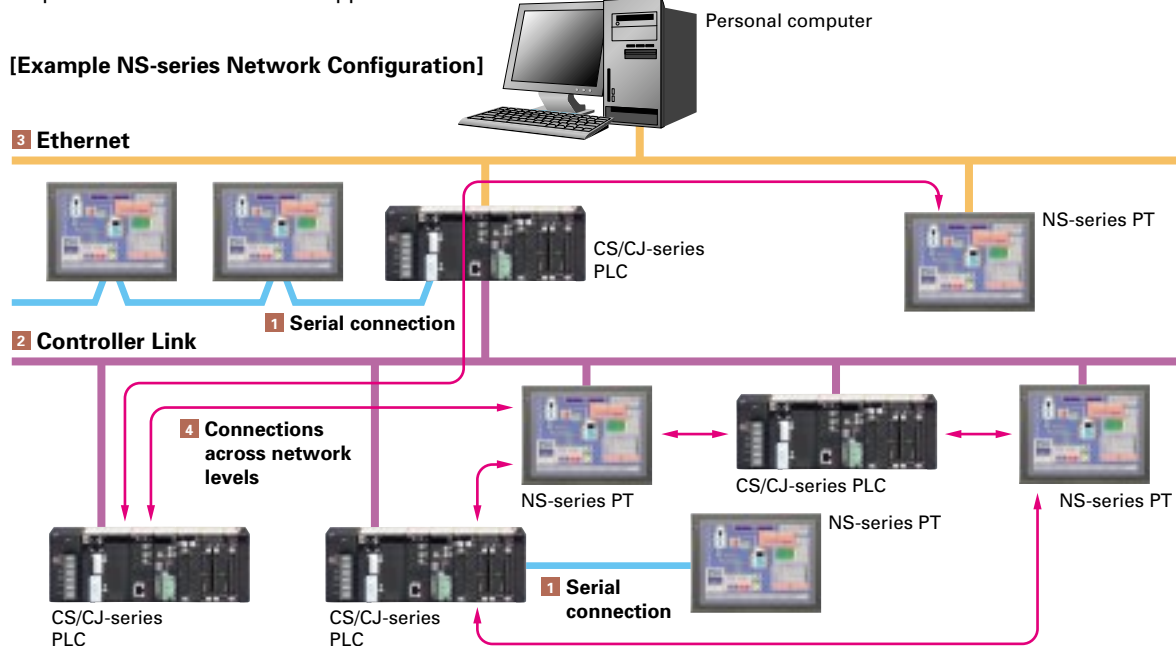 Personal computer
[Example NS-series Network Configuration]
3 Ethernet
NS-series PT
CS/CJ-series
PLC
1 Serial connection
2 Controller Link
4 Connections
across network
levels
NS-series PT
CS/CJ-series PLC
NS-series PT
NS-series PT
1 Serial
connection
CS/CJ-series
PLC
CS/CJ-series
PLC